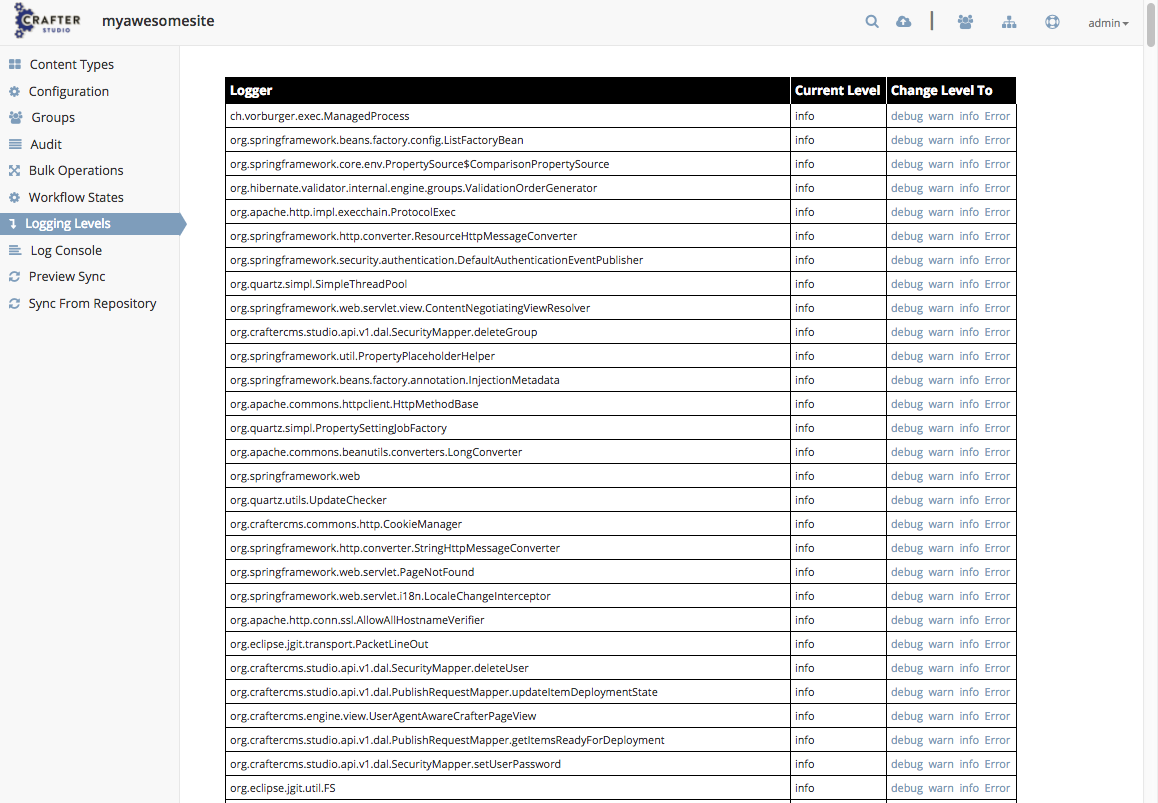 CRAFTER STUDIO myawesomesite admin
Content Types
Configuration
Groups
Audit
Bulk Operations
Workflow States
Logging Levels
Log Console
Preview Sync
Sync From Repository
Logger Current Level Change Level To
ch.vorburger.exec.ManagedProcess info debug warn info Error
org.springframework.beans.factory.config.ListFactoryBean info debug warn info Error
org.springframework.core.env.PropertySource$ComparisonPropertySource info debug warn info Error
org.hibernate.validator.internal.engine.groups.ValidationOrderGenerator info debug warn info Error
org.apache.http.impl.execchain.ProtocolExec info debug warn info Error
org.springframework.http.converter.ResourceHttpMessageConverter info debug warn info Error
org.springframework.security.authentication.DefaultAuthenticationEventPublisher info debug warn info Error
org.quartz.simpl.SimpleThreadPool info debug warn info Error
org.springframework.web.servlet.view.ContentNegotiatingViewResolver info debug warn info Error
org.craftercms.studio.api.v1.dal.SecurityMapper.deleteGroup info debug warn info Error
org.springframework.util.PropertyPlaceholderHelper info debug warn info Error
org.springframework.beans.factory.annotation.InjectionMetadata info debug warn info Error
org.apache.commons.httpclient.HttpMethodBase info debug warn info Error
org.quartz.simpl.PropertySettingJobFactory info debug warn info Error
org.apache.commons.beanutils.converters.LongConverter info debug warn info Error
org.springframework.web info debug warn info Error
org.quartz.utils.UpdateChecker info debug warn info Error
org.craftercms.commons.http.CookieManager info debug warn info Error
org.springframework.http.converter.StringHttpMessageConverter info debug warn info Error
org.springframework.web.servlet.PageNotFound info debug warn info Error
org.springframework.web.servlet.i18n.LocaleChangeInterceptor info debug warn info Error
org.apache.http.conn.ssl.AllowAllHostnameVerifier info debug warn info Error
org.eclipse.jgit.transport.PacketLineOut info debug warn info Error
org.craftercms.studio.api.v1.dal.SecurityMapper.deleteUser info debug warn info Error
org.craftercms.studio.api.v1.dal.PublishRequestMapper.updateItemDeploymentState info debug warn info Error
org.craftercms.engine.view.UserAgentAwareCrafterPageView info debug warn info Error
org.craftercms.studio.api.v1.dal.PublishRequestMapper.getItemsReadyForDeployment info debug warn info Error
org.craftercms.studio.api.v1.dal.SecurityMapper.setUserPassword info debug warn info Error
org.eclipse.jgit.util.FS info debug warn info Error